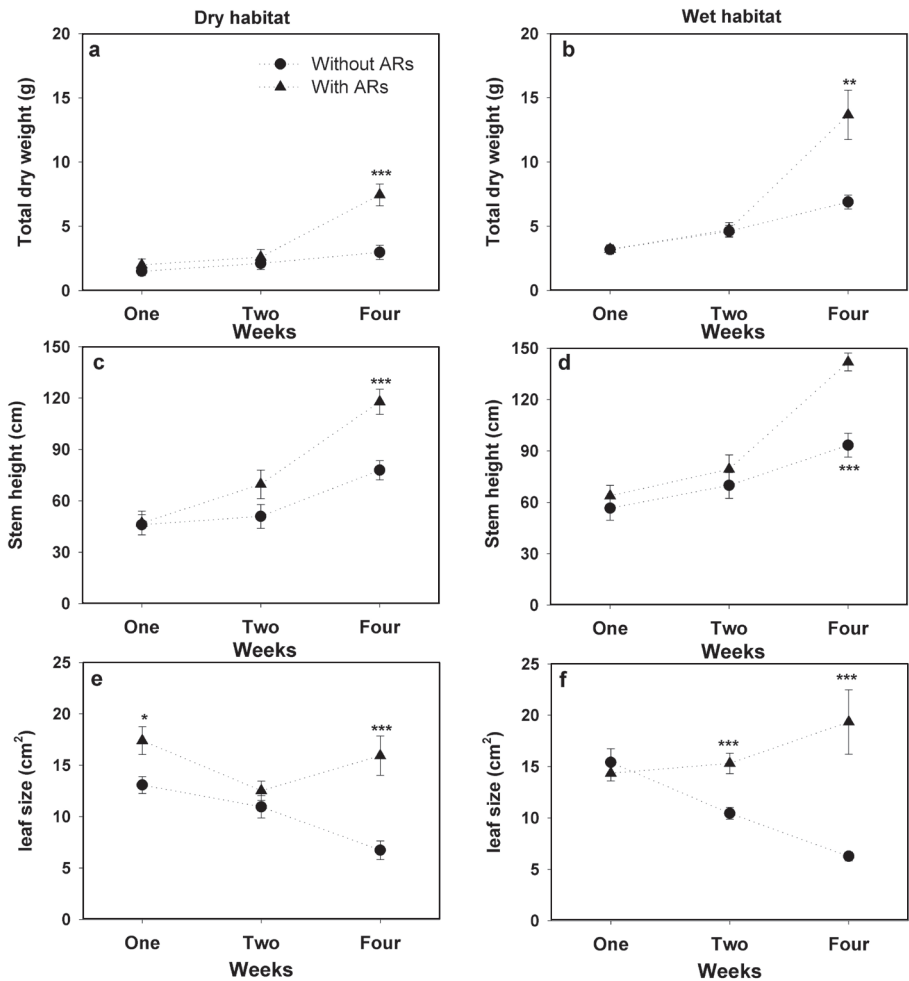 Dry habitat
Wet habitat
a
Without ARs
With ARs
Total dry weight (g)
20
15
10
5
0
***
One
Two
Four
Weeks
b
Total dry weight (g)
20
15
10
5
0
**
One
Two
Four
Weeks
c
Stem height (cm)
150
120
90
60
30
0
***
One
Two
Four
Weeks
d
Stem height (cm)
150
120
90
60
30
0
***
One
Two
Four
Weeks
e
leaf size (cm²)
25
20
15
10
5
0
*
***
One
Two
Four
Weeks
f
leaf size (cm²)
25
20
15
10
5
0
***
***
One
Two
Four
Weeks